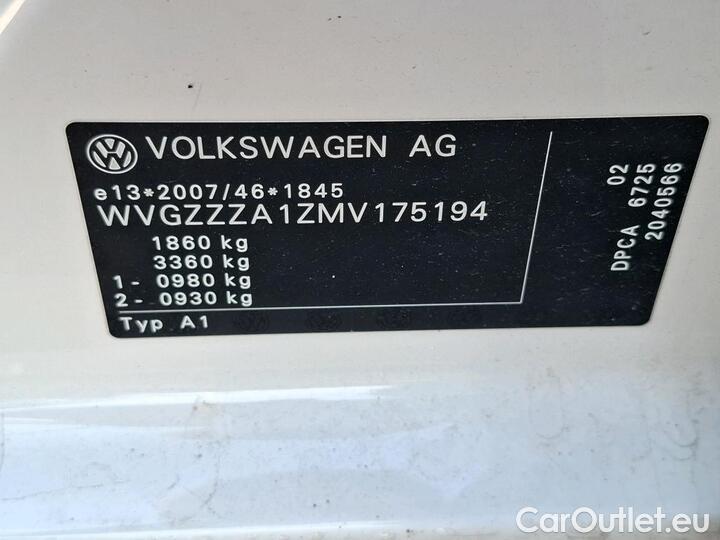 VOLKSWAGEN AG
e13*2007/46*1845
WVGZZZA1ZMV175194
1860 kg
3360 kg
1- 0980 kg
2- 0930 kg
Typ A1
02
DPCA 6725
2040566
CarOutlet.eu